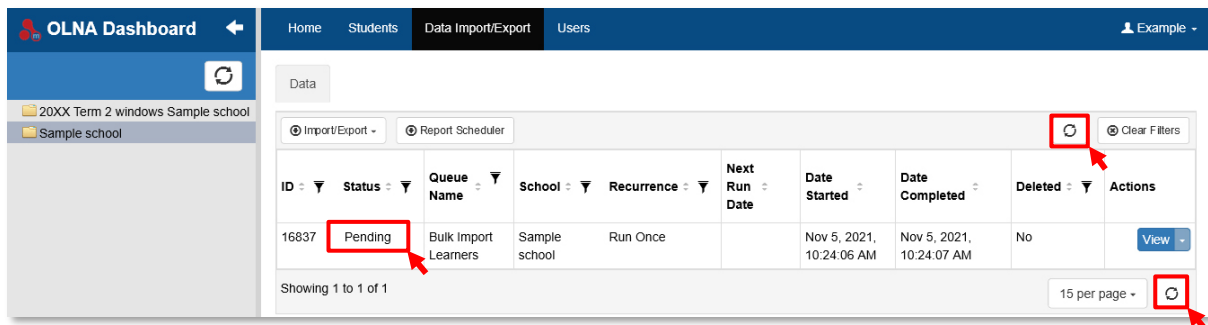 OLNA Dashboard
Home Students Data Import/Export Users Example
Data
20XX Term 2 windows Sample school
Sample school
Import/Export Report Scheduler Clear Filters
ID Status Queue Name School Recurrence Next Run Date Date Started Date Completed Deleted Actions
16837 Pending Bulk Import Learners Sample school Run Once Nov 5, 2021, 10:24:06 AM Nov 5, 2021, 10:24:07 AM No View
Showing 1 to 1 of 1 15 per page